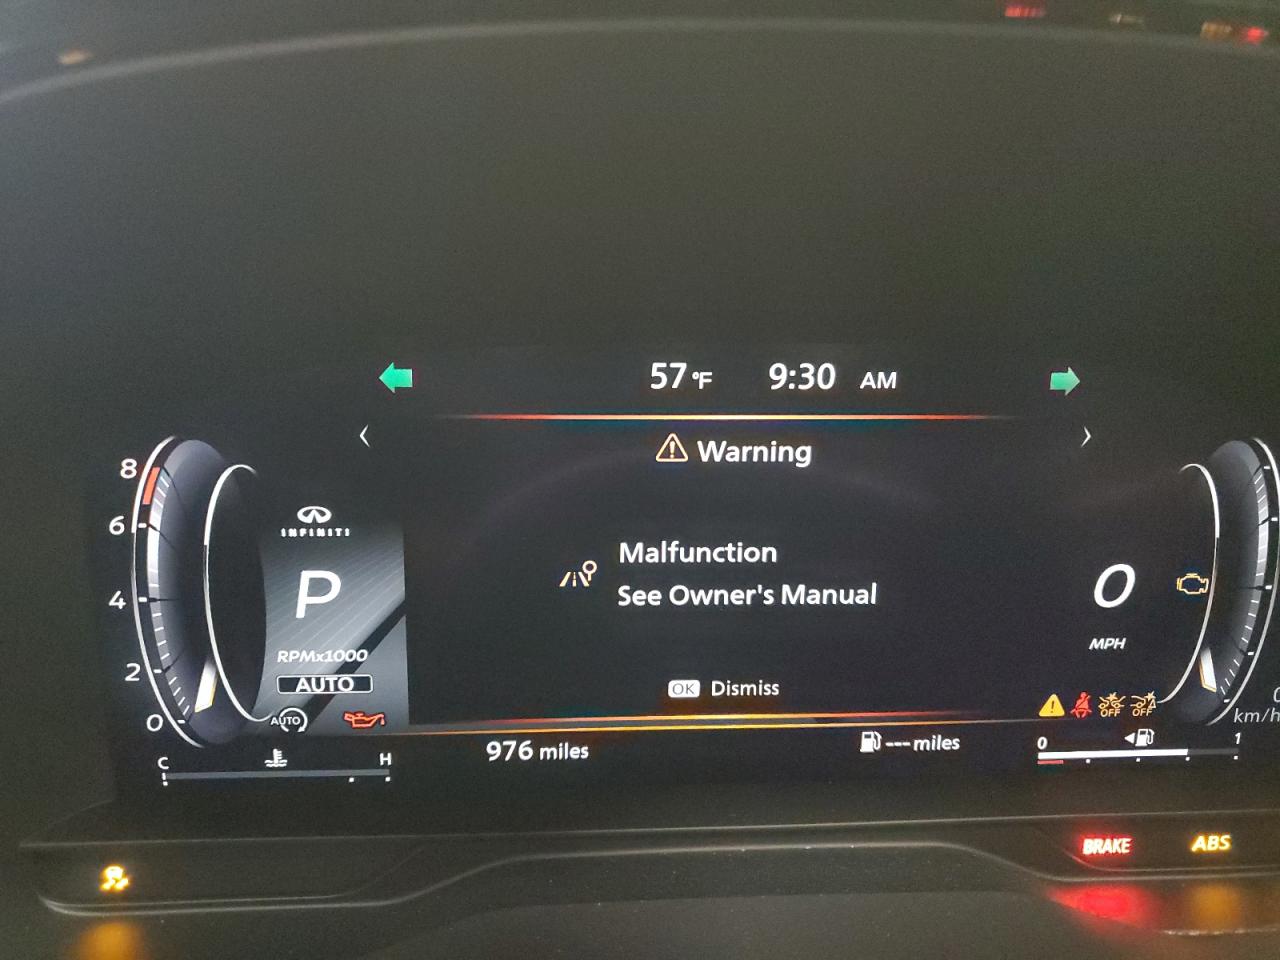 57 °F 9:30 AM
Warning
8
6
4
2
0
INFINITI
P
RPMx1000
AUTO
AUTO
Malfunction
See Owner's Manual
OK Dismiss
0
MPH
OFF OFF
km/h
C H
976 miles
--- miles
0 1
BRAKE ABS